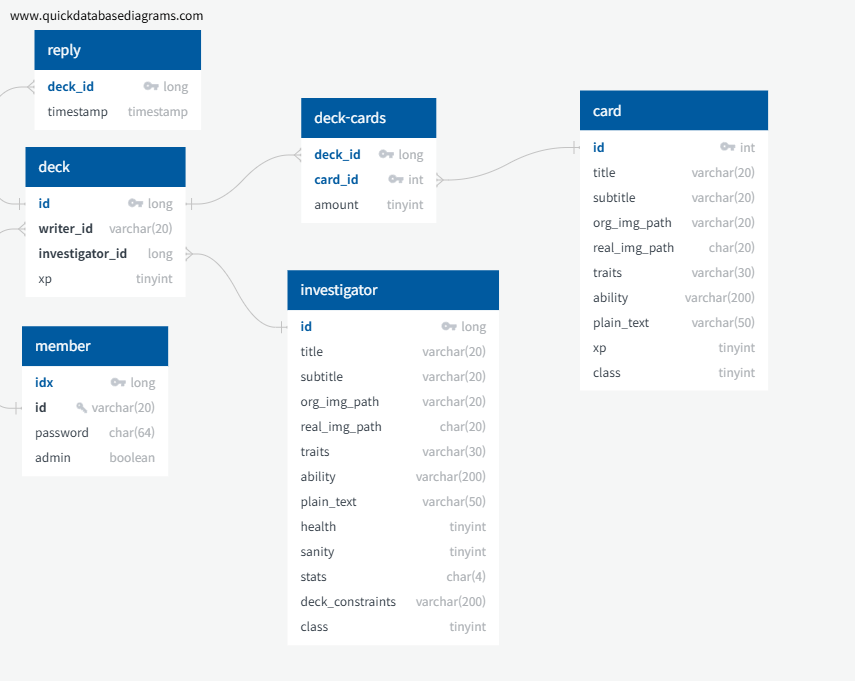 www.quickdatabasediagrams.com
reply
deck_id long
timestamp timestamp
deck
id long
writer_id varchar(20)
investigator_id long
xp tinyint
member
idx long
id varchar(20)
password char(64)
admin boolean
deck-cards
deck_id long
card_id int
amount tinyint
investigator
id long
title varchar(20)
subtitle varchar(20)
org_img_path varchar(20)
real_img_path char(20)
traits varchar(30)
ability varchar(200)
plain_text varchar(50)
health tinyint
sanity tinyint
stats char(4)
deck_constraints varchar(200)
class tinyint
card
id int
title varchar(20)
subtitle varchar(20)
org_img_path varchar(20)
real_img_path char(20)
traits varchar(30)
ability varchar(200)
plain_text varchar(50)
xp tinyint
class tinyint